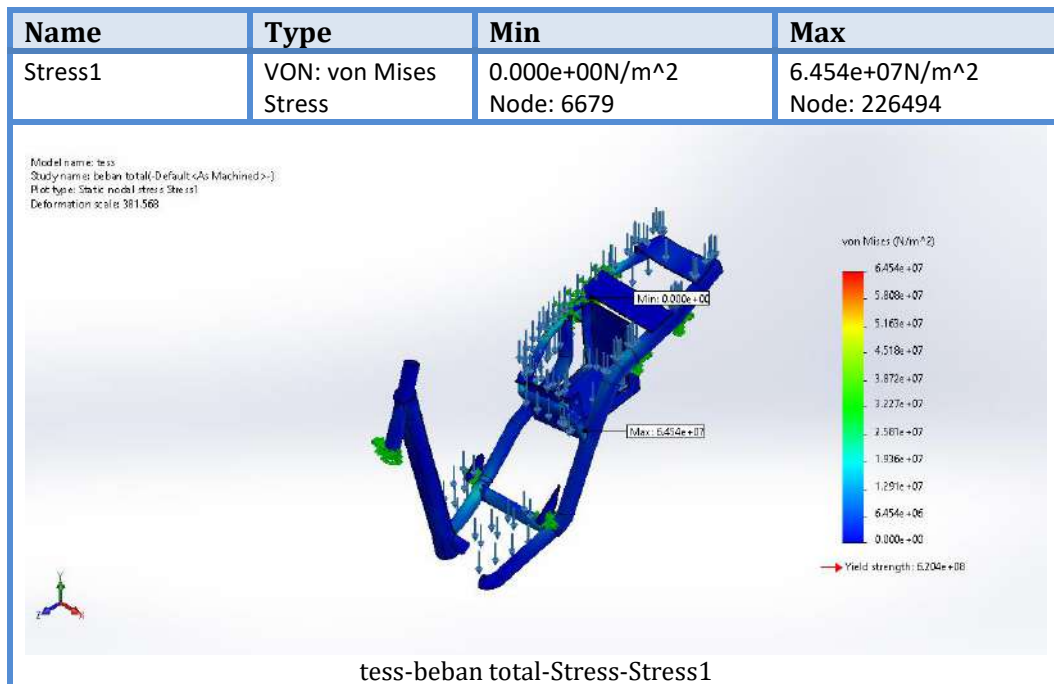 Name Type Min Max
Stress1 VON: von Mises 0.000e+00N/m^2 6.454e+07N/m^2
Stress Node: 6679 Node: 226494
Model name: tess
Study name: beban total(-Default<As Machined>-)
Plot type: Static nodal stress Stress1
Deformation scale: 381.568
von Mises (N/m^2)
6.454e+07
5.808e+07
5.163e+07
4.518e+07
3.872e+07
3.227e+07
2.581e+07
1.936e+07
1.291e+07
6.454e+06
0.000e+00
Yield strength: 6.204e+08
Min: 0.000e+00
Max: 6.454e+07
Y
Z
X
tess-beban total-Stress-Stress1